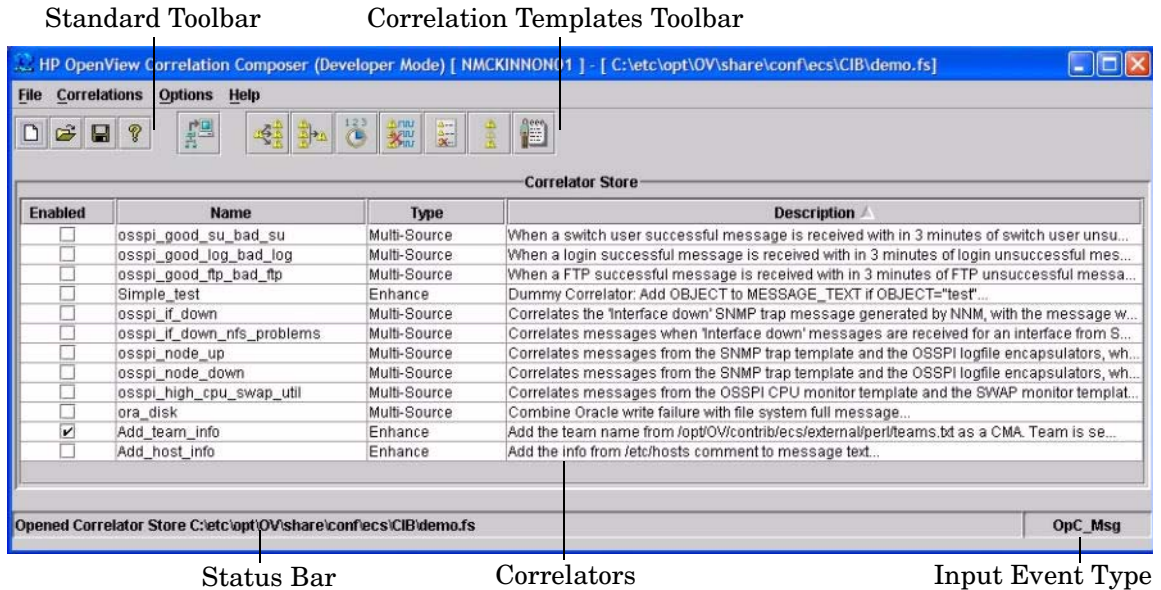 Standard Toolbar
Correlation Templates Toolbar
HP OpenView Correlation Composer (Developer Mode) [ NMCKINNON01 ] - [ C:\etc\opt\OV\share\conf\ecs\CIB\demo.fs]
File Correlations Options Help
1 2 3
Correlator Store
Enabled Name Type Description
osspi_good_su_bad_su Multi-Source When a switch user successful message is received with in 3 minutes of switch user unsu...
osspi_good_log_bad_log Multi-Source When a login successful message is received with in 3 minutes of login unsuccessful mes...
osspi_good_ftp_bad_ftp Multi-Source When a FTP successful message is received with in 3 minutes of FTP unsuccessful messa...
Simple_test Enhance Dummy Correlator: Add OBJECT to MESSAGE_TEXT if OBJECT="test"...
osspi_if_down Multi-Source Correlates the 'Interface down' SNMP trap message generated by NNM, with the message w...
osspi_if_down_nfs_problems Multi-Source Correlates messages when 'Interface down' messages are received for an interface from S...
osspi_node_up Multi-Source Correlates messages from the SNMP trap template and the OSSPI logfile encapsulators, wh...
osspi_node_down Multi-Source Correlates messages from the SNMP trap template and the OSSPI logfile encapsulators, wh...
osspi_high_cpu_swap_util Multi-Source Correlates messages from the OSSPI CPU monitor template and the SWAP monitor templat...
ora_disk Multi-Source Combine Oracle write failure with file system full message...
Add_team_info Enhance Add the team name from /opt/OV/contrib/ecs/external/perl/teams.txt as a CMA. Team is se...
Add_host_info Enhance Add the info from /etc/hosts comment to message text...
Opened Correlator Store C:\etc\opt\OV\share\conf\ecs\CIB\demo.fs
OpC_Msg
Status Bar
Correlators
Input Event Type